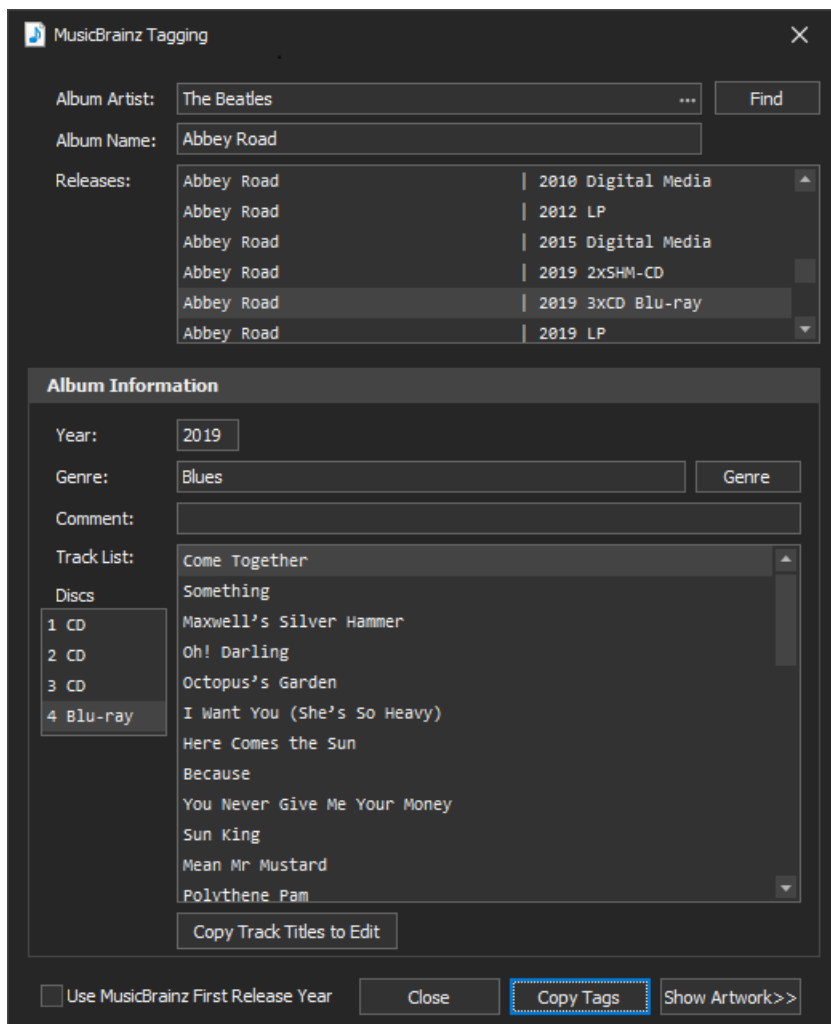 MusicBrainz Tagging
Album Artist: The Beatles ... Find
Album Name: Abbey Road
Releases:
Abbey Road | 2010 Digital Media
Abbey Road | 2012 LP
Abbey Road | 2015 Digital Media
Abbey Road | 2019 2xSHM-CD
Abbey Road | 2019 3xCD Blu-ray
Abbey Road | 2019 LP
Album Information
Year: 2019
Genre: Blues Genre
Comment:
Track List:
Come Together
Something
Maxwell’s Silver Hammer
Oh! Darling
Octopus’s Garden
I Want You (She’s So Heavy)
Here Comes the Sun
Because
You Never Give Me Your Money
Sun King
Mean Mr Mustard
Polythene Pam
Discs
1 CD
2 CD
3 CD
4 Blu-ray
Copy Track Titles to Edit
Use MusicBrainz First Release Year
Close
Copy Tags
Show Artwork>>